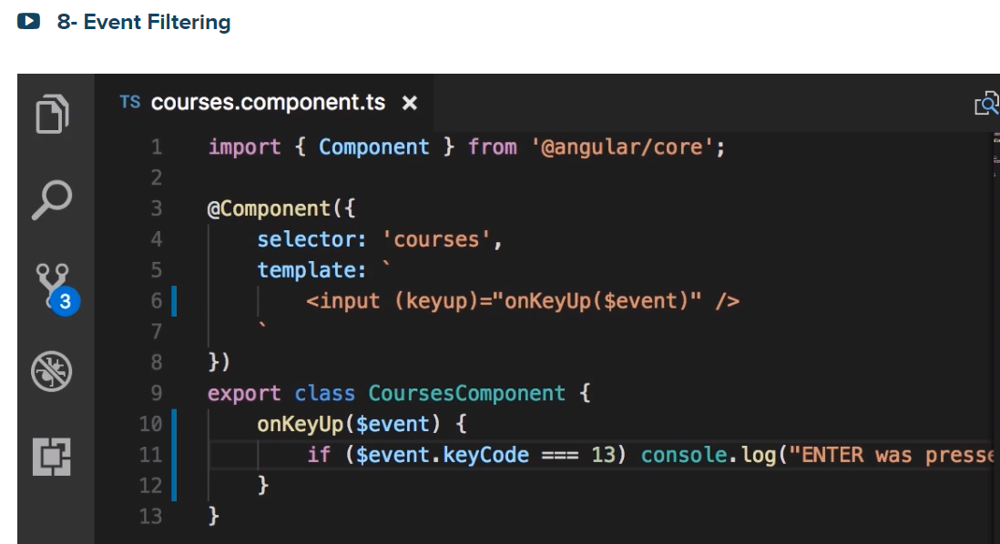 8- Event Filtering
TS courses.component.ts ×
1 import { Component } from '@angular/core';
2
3 @Component({
4 selector: 'courses',
5 template: `
6 <input (keyup)="onKeyUp($event)" />
7 `
8 })
9 export class CoursesComponent {
10 onKeyUp($event) {
11 if ($event.keyCode === 13) console.log("ENTER was presse
12 }
13 }
3